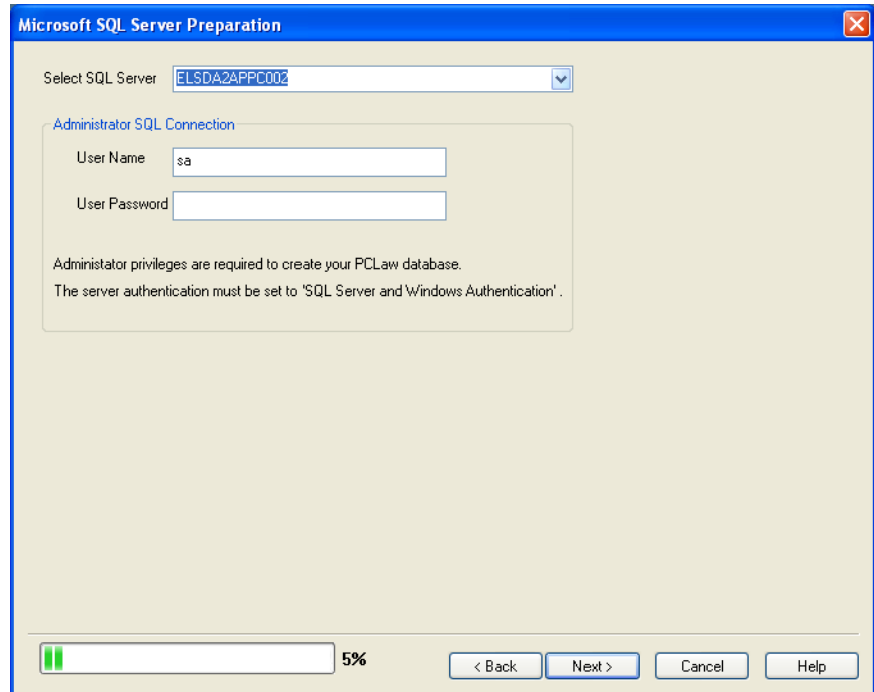 Microsoft SQL Server Preparation
Select SQL Server ELSDA2APPC002
Administrator SQL Connection
User Name sa
User Password
Administator privileges are required to create your PCLaw database.
The server authentication must be set to 'SQL Server and Windows Authentication' .
5%
< Back Next > Cancel Help